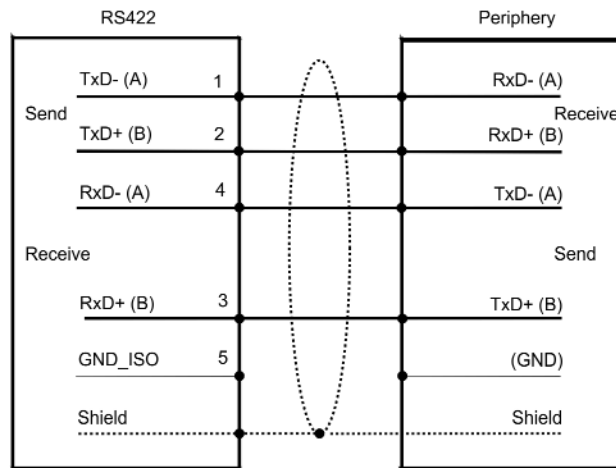 RS422 Periphery
TxD- (A) 1 RxD- (A)
Send Receive
TxD+ (B) 2 RxD+ (B)
RxD- (A) 4 TxD- (A)
Receive Send
RxD+ (B) 3 TxD+ (B)
GND_ISO 5 (GND)
Shield Shield